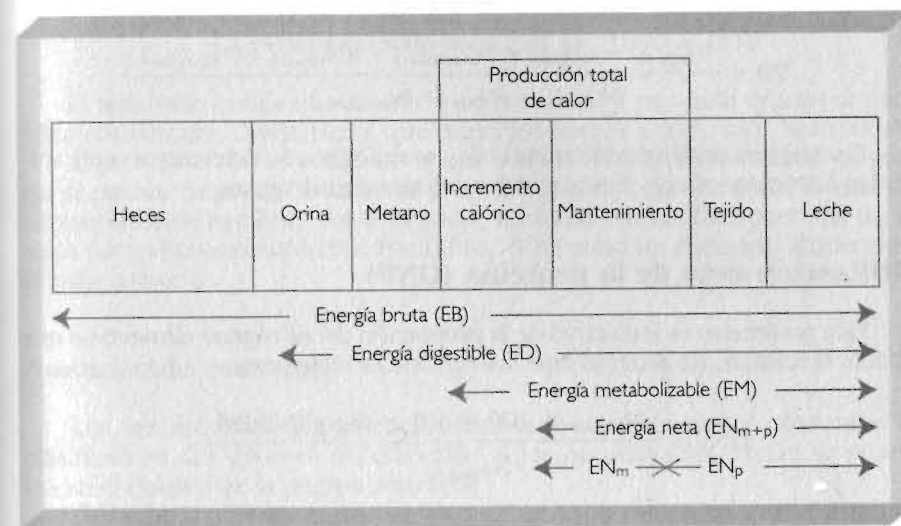 Producción total
de calor
Heces
Orina
Metano
Incremento
calórico
Mantenimiento
Tejido
Leche
Energía bruta (EB)
Energía digestible (ED)
Energía metabolizable (EM)
Energía neta (ENm+p)
ENm
ENp